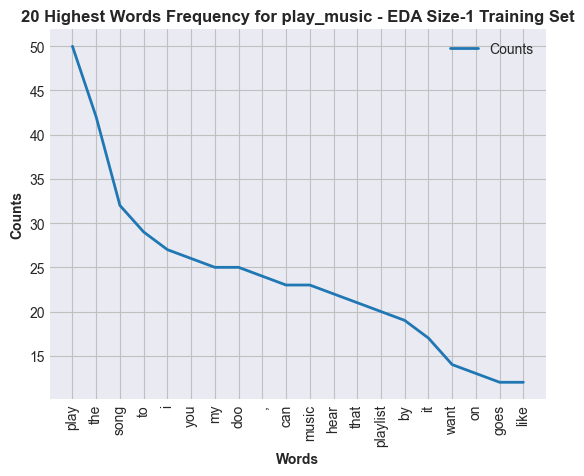 20 Highest Words Frequency for play_music - EDA Size-1 Training Set
Counts
50
45
40
35
30
25
20
15
Counts
play
the
song
to
i
you
my
doo
,
can
music
hear
that
playlist
by
it
want
on
goes
like
Words